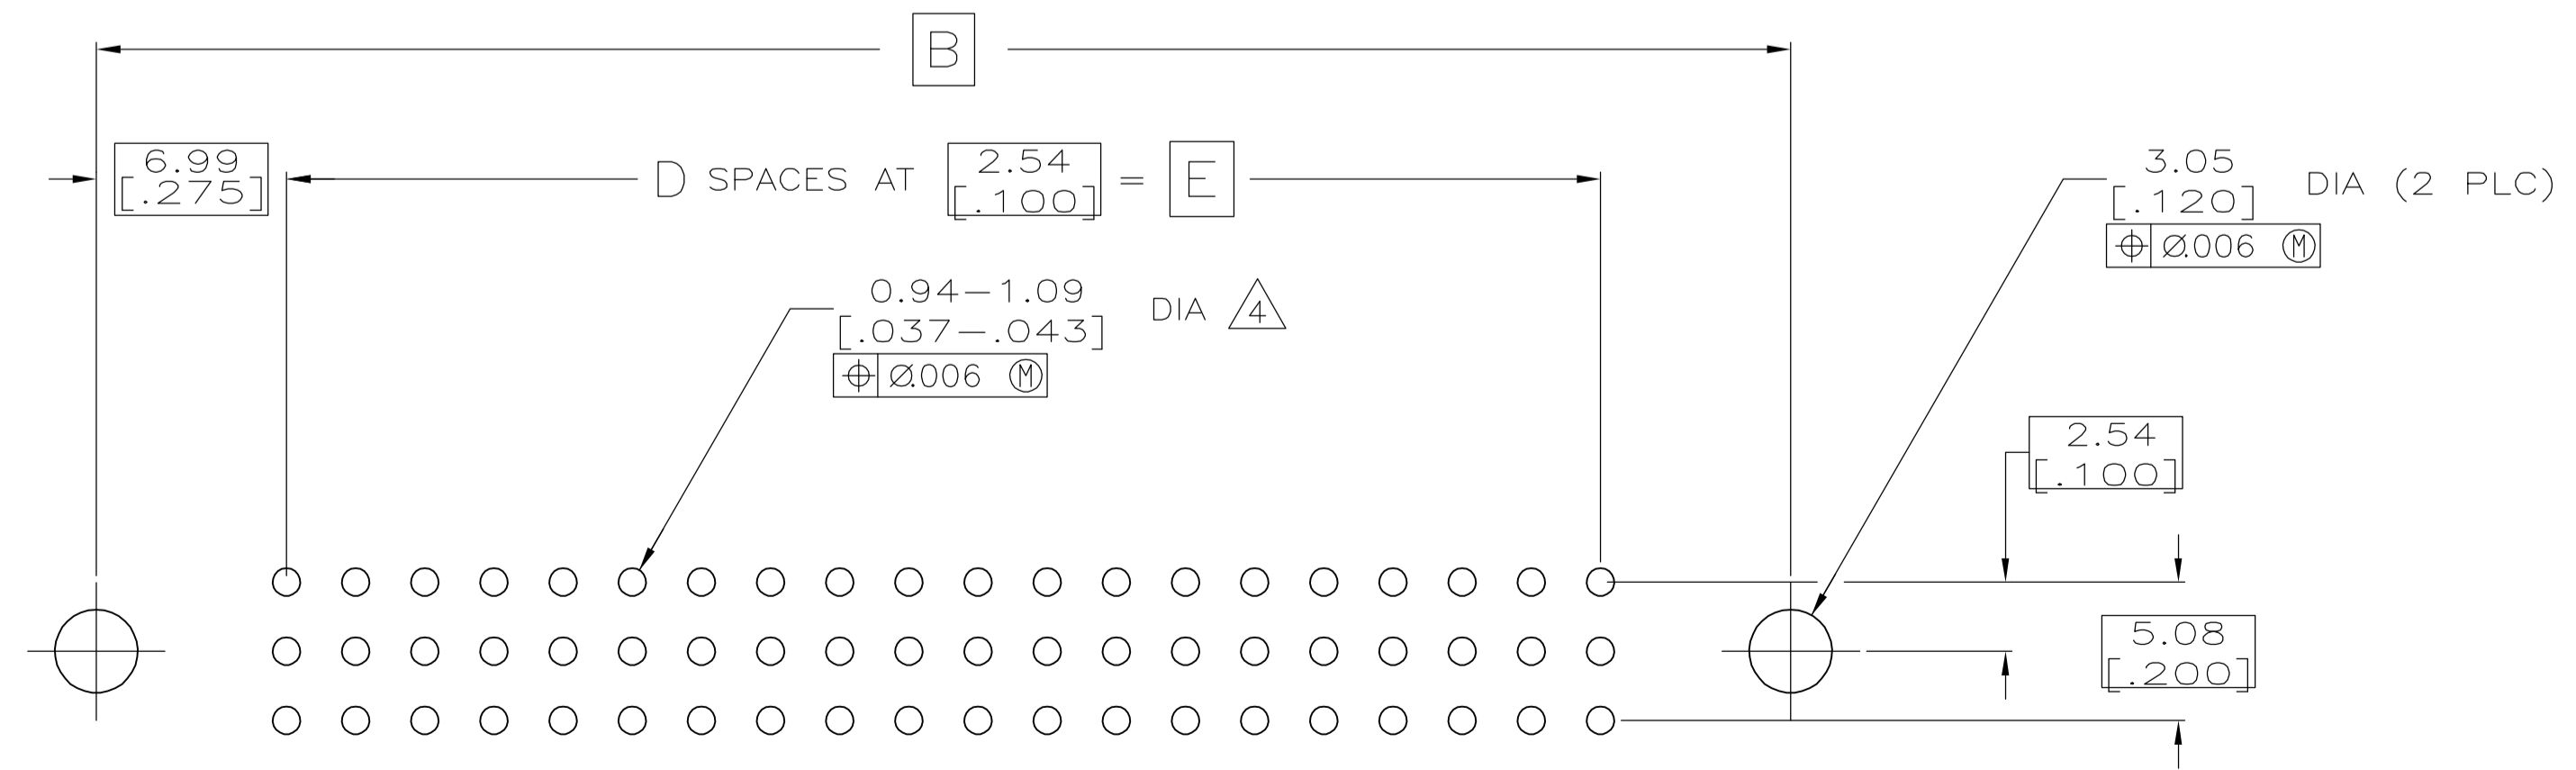 B
6.99
[.275]
D SPACES AT 2.54 = E
[.100]
3.05 DIA (2 PLC)
[.120]
⌖ Ø.006 Ⓜ
0.94–1.09 DIA 4
[.037–.043]
⌖ Ø.006 Ⓜ
2.54
[.100]
5.08
[.200]